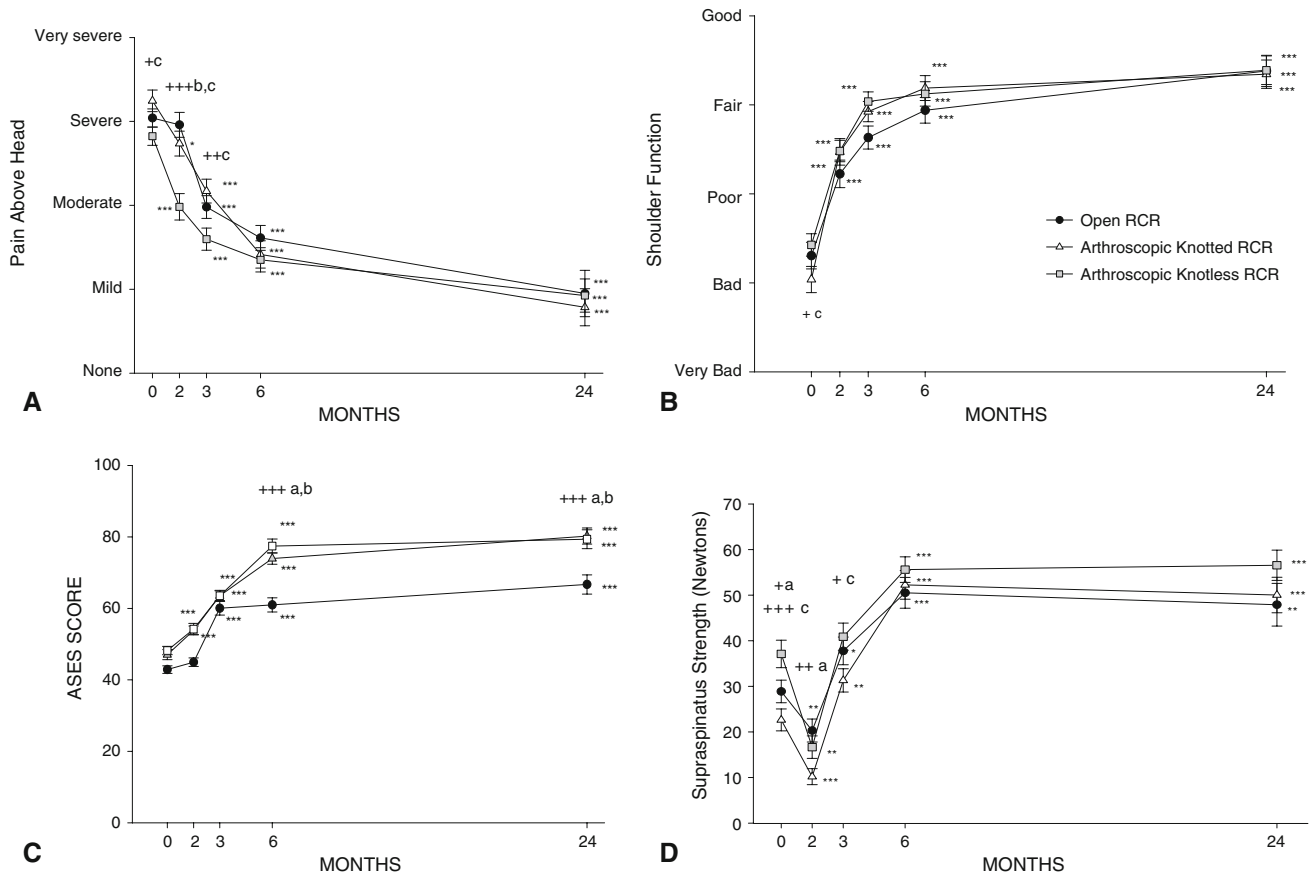 Very severe
Severe
Moderate
Mild
None
Pain Above Head
+c
+++b,c
++c
*
***
***
***
***
***
***
***
***
***
***
0 2 3 6 24
MONTHS
A
Good
Fair
Poor
Bad
Very Bad
Shoulder Function
***
***
***
***
***
***
***
***
***
***
***
***
+ c
Open RCR
Arthroscopic Knotted RCR
Arthroscopic Knotless RCR
0 2 3 6 24
MONTHS
B
100
80
60
40
20
0
ASES SCORE
+++ a,b
+++ a,b
***
***
***
***
***
***
***
***
***
***
***
0 2 3 6 24
MONTHS
C
70
60
50
40
30
20
10
0
Supraspinatus Strength (Newtons)
+a
+++ c
++ a
+ c
**
**
***
*
**
***
***
***
***
***
**
0 2 3 6 24
MONTHS
D